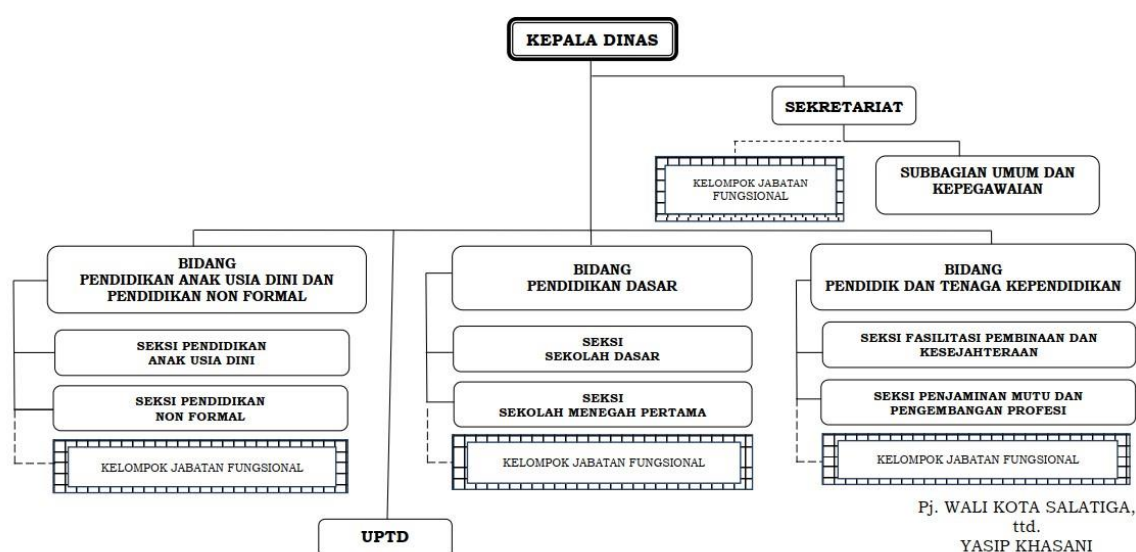 KEPALA DINAS
SEKRETARIAT
KELOMPOK JABATAN
FUNGSIONAL
SUBBAGIAN UMUM DAN
KEPEGAWAIAN
BIDANG
PENDIDIKAN ANAK USIA DINI DAN
PENDIDIKAN NON FORMAL
SEKSI PENDIDIKAN
ANAK USIA DINI
SEKSI PENDIDIKAN
NON FORMAL
KELOMPOK JABATAN FUNGSIONAL
BIDANG
PENDIDIKAN DASAR
SEKSI
SEKOLAH DASAR
SEKSI
SEKOLAH MENEGAH PERTAMA
KELOMPOK JABATAN FUNGSIONAL
BIDANG
PENDIDIK DAN TENAGA KEPENDIDIKAN
SEKSI FASILITASI PEMBINAAN DAN
KESEJAHTERAAN
SEKSI PENJAMINAN MUTU DAN
PENGEMBANGAN PROFESI
KELOMPOK JABATAN FUNGSIONAL
UPTD
Pj. WALI KOTA SALATIGA,
ttd.
YASIP KHASANI